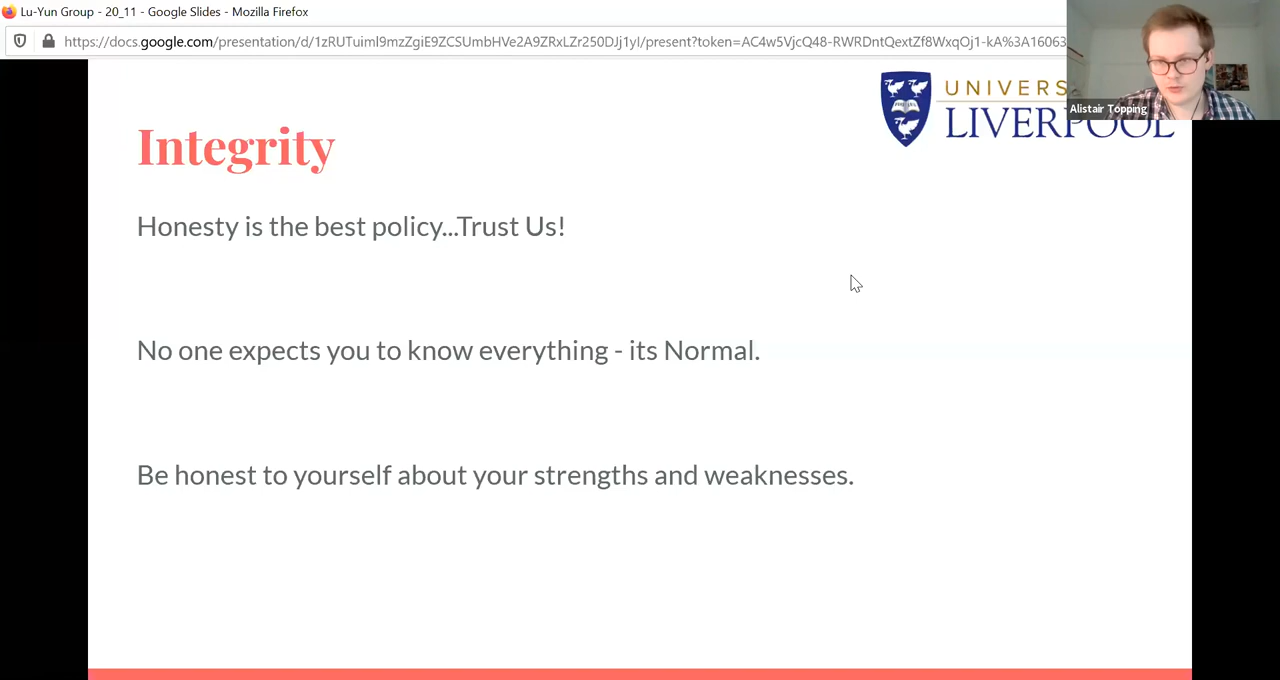 Lu-Yun Group - 20_11 - Google Slides - Mozilla Firefox
https://docs.google.com/presentation/d/1zRUTuimI9mzZgiE9ZCSUmbHVe2A9ZRxLZr250DJj1yI/present?token=AC4w5VjcQ48-RWRDntQextZf8WxqOj1-kA%3A16063
Alistair Topping
UNIVERS
LIVERPOOL
Integrity
Honesty is the best policy...Trust Us!
No one expects you to know everything - its Normal.
Be honest to yourself about your strengths and weaknesses.